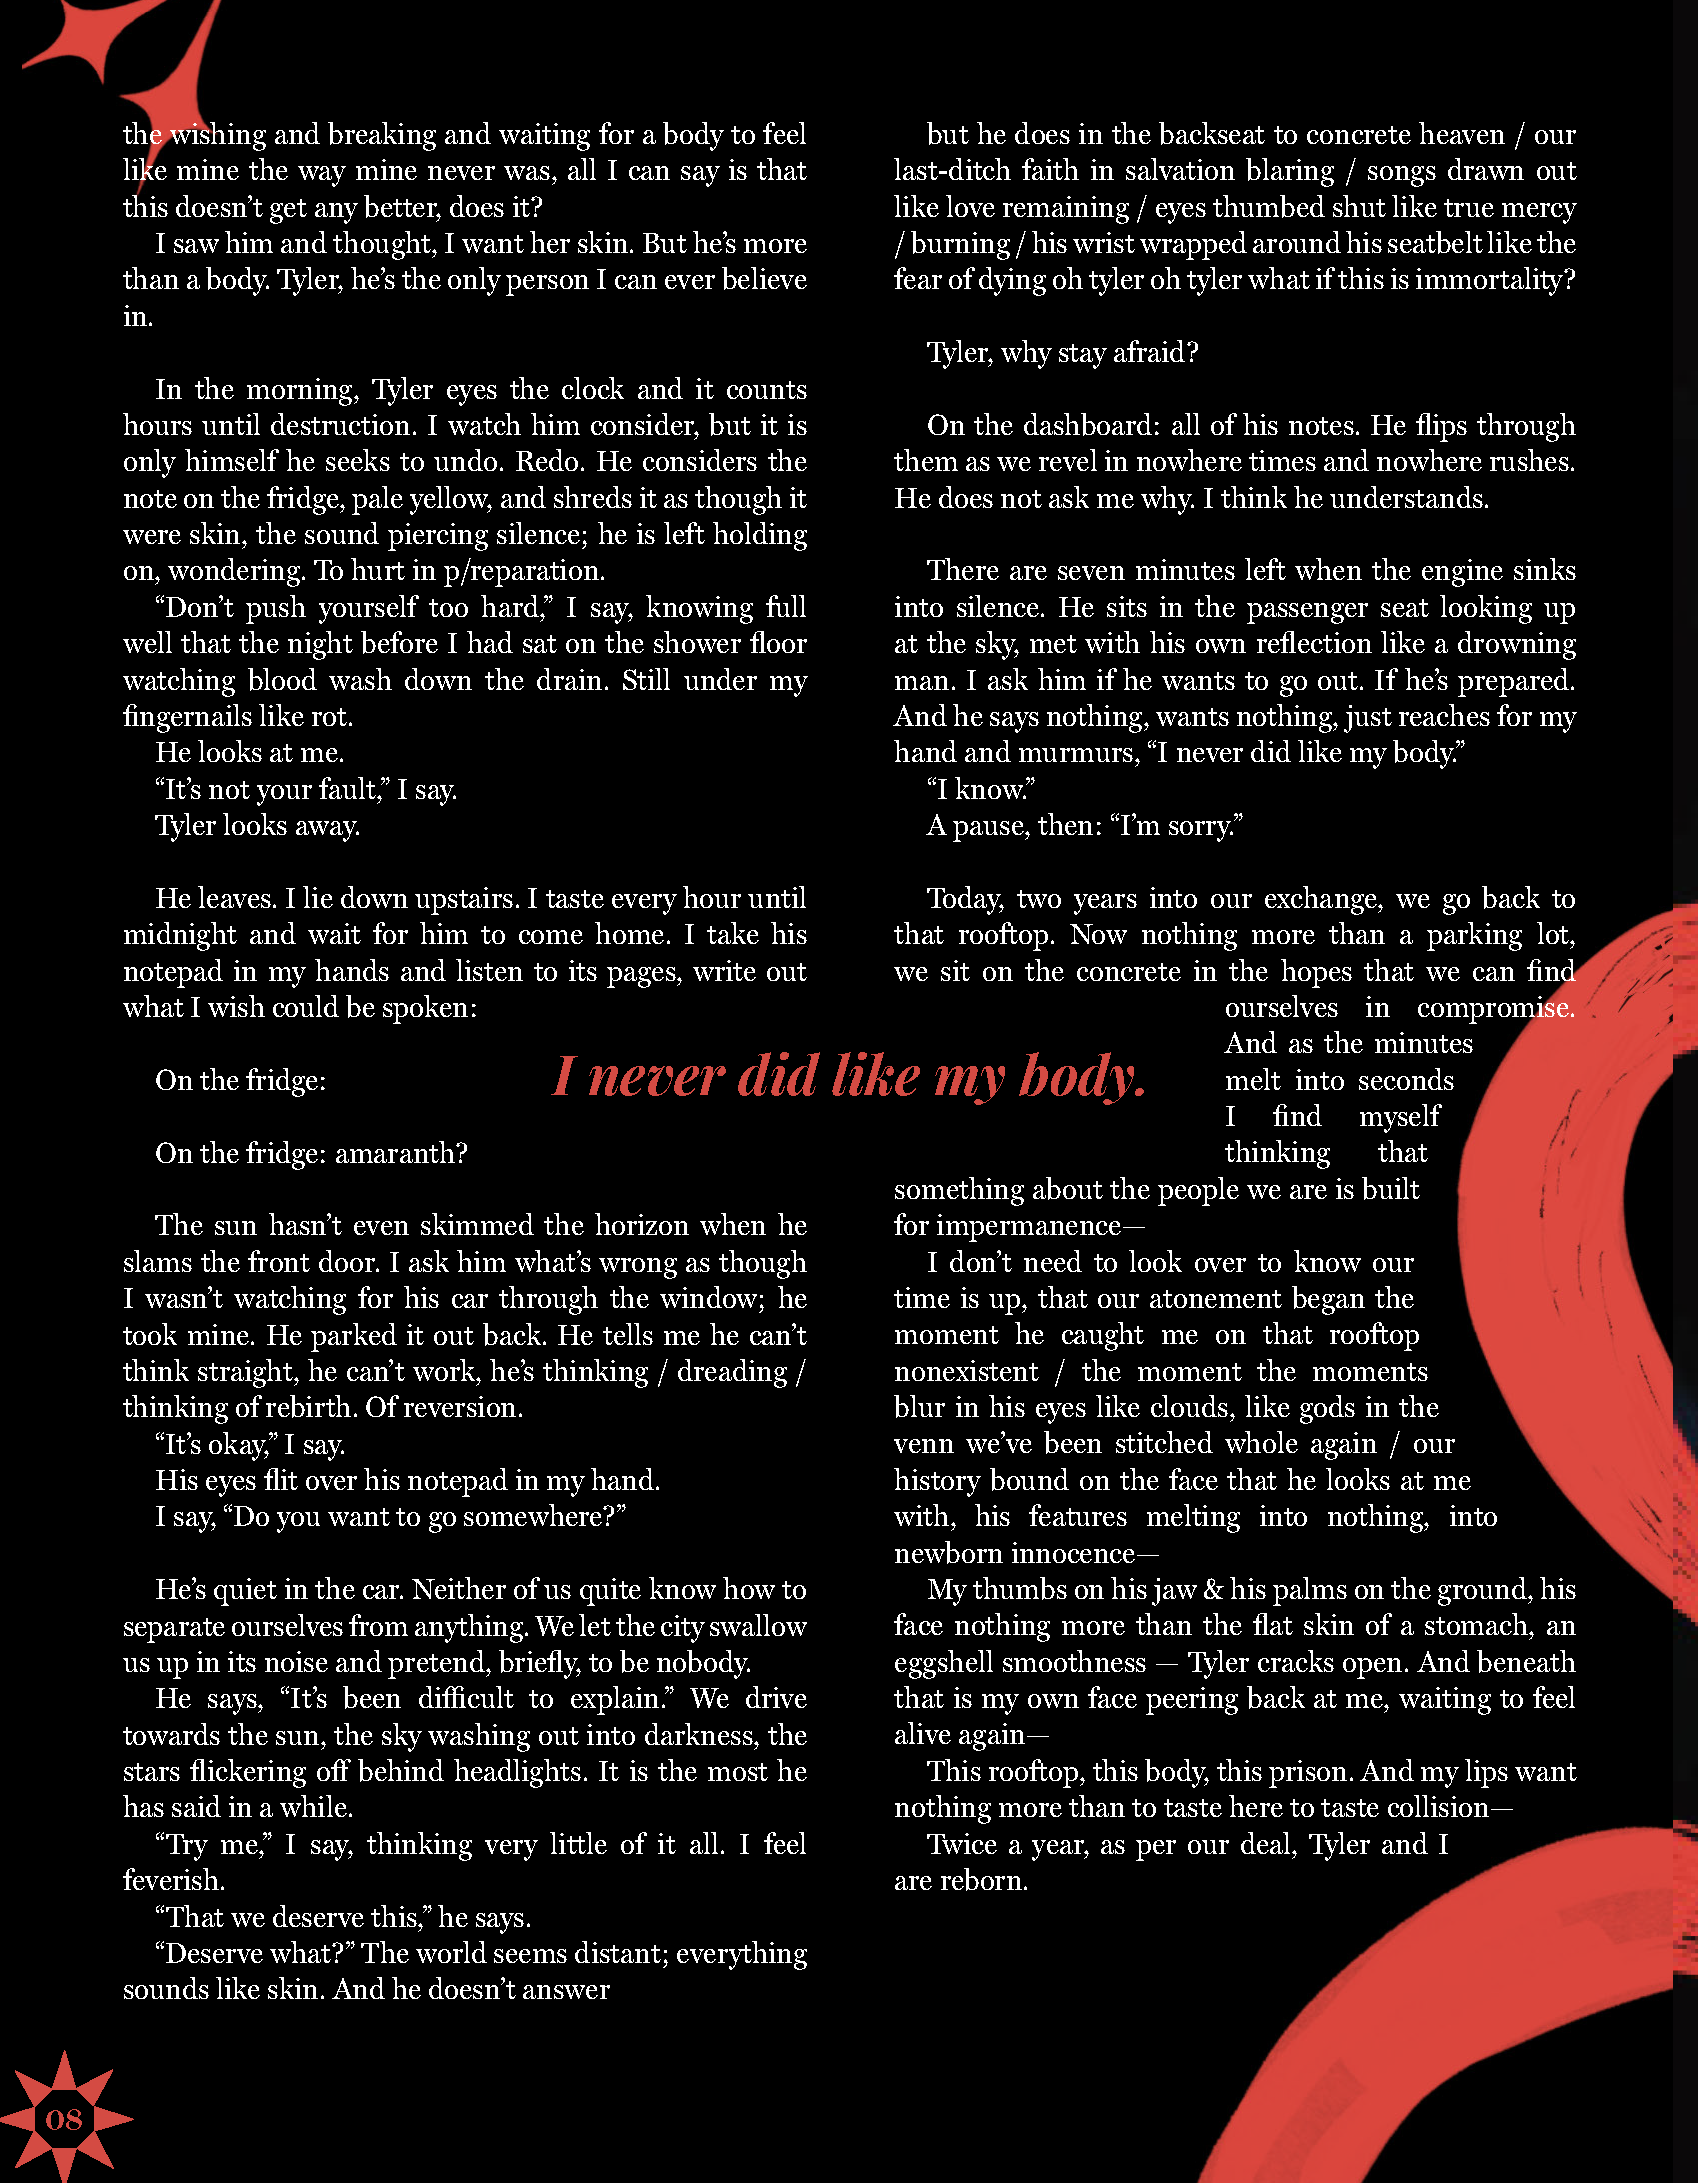 the wishing and breaking and waiting for a body to feel
like mine the way mine never was, all I can say is that
this doesn’t get any better, does it?
I saw him and thought, I want her skin. But he’s more
than a body. Tyler, he’s the only person I can ever believe
in.
In the morning, Tyler eyes the clock and it counts
hours until destruction. I watch him consider, but it is
only himself he seeks to undo. Redo. He considers the
note on the fridge, pale yellow, and shreds it as though it
were skin, the sound piercing silence; he is left holding
on, wondering. To hurt in p/reparation.
“Don’t push yourself too hard,” I say, knowing full
well that the night before I had sat on the shower floor
watching blood wash down the drain. Still under my
fingernails like rot.
He looks at me.
“It’s not your fault,” I say.
Tyler looks away.
He leaves. I lie down upstairs. I taste every hour until
midnight and wait for him to come home. I take his
notepad in my hands and listen to its pages, write out
what I wish could be spoken:
On the fridge:
On the fridge: amaranth?
The sun hasn’t even skimmed the horizon when he
slams the front door. I ask him what’s wrong as though
I wasn’t watching for his car through the window; he
took mine. He parked it out back. He tells me he can’t
think straight, he can’t work, he’s thinking / dreading /
thinking of rebirth. Of reversion.
“It’s okay,” I say.
His eyes flit over his notepad in my hand.
I say, “Do you want to go somewhere?”
He’s quiet in the car. Neither of us quite know how to
separate ourselves from anything. We let the city swallow
us up in its noise and pretend, briefly, to be nobody.
He says, “It’s been difficult to explain.” We drive
towards the sun, the sky washing out into darkness, the
stars flickering off behind headlights. It is the most he
has said in a while.
“Try me,” I say, thinking very little of it all. I feel
feverish.
“That we deserve this,” he says.
“Deserve what?” The world seems distant; everything
sounds like skin. And he doesn’t answer
I never did like my body.
but he does in the backseat to concrete heaven / our
last-ditch faith in salvation blaring / songs drawn out
like love remaining / eyes thumbed shut like true mercy
/ burning / his wrist wrapped around his seatbelt like the
fear of dying oh tyler oh tyler what if this is immortality?
Tyler, why stay afraid?
On the dashboard: all of his notes. He flips through
them as we revel in nowhere times and nowhere rushes.
He does not ask me why. I think he understands.
There are seven minutes left when the engine sinks
into silence. He sits in the passenger seat looking up
at the sky, met with his own reflection like a drowning
man. I ask him if he wants to go out. If he’s prepared.
And he says nothing, wants nothing, just reaches for my
hand and murmurs, “I never did like my body.”
“I know.”
A pause, then: “I’m sorry.”
Today, two years into our exchange, we go back to
that rooftop. Now nothing more than a parking lot,
we sit on the concrete in the hopes that we can find
ourselves in compromise.
And as the minutes
melt into seconds
I find myself
thinking that
something about the people we are is built
for impermanence—
I don’t need to look over to know our
time is up, that our atonement began the
moment he caught me on that rooftop
nonexistent / the moment the moments
blur in his eyes like clouds, like gods in the
venn we’ve been stitched whole again / our
history bound on the face that he looks at me
with, his features melting into nothing, into
newborn innocence—
My thumbs on his jaw & his palms on the ground, his
face nothing more than the flat skin of a stomach, an
eggshell smoothness — Tyler cracks open. And beneath
that is my own face peering back at me, waiting to feel
alive again—
This rooftop, this body, this prison. And my lips want
nothing more than to taste here to taste collision—
Twice a year, as per our deal, Tyler and I
are reborn.
08